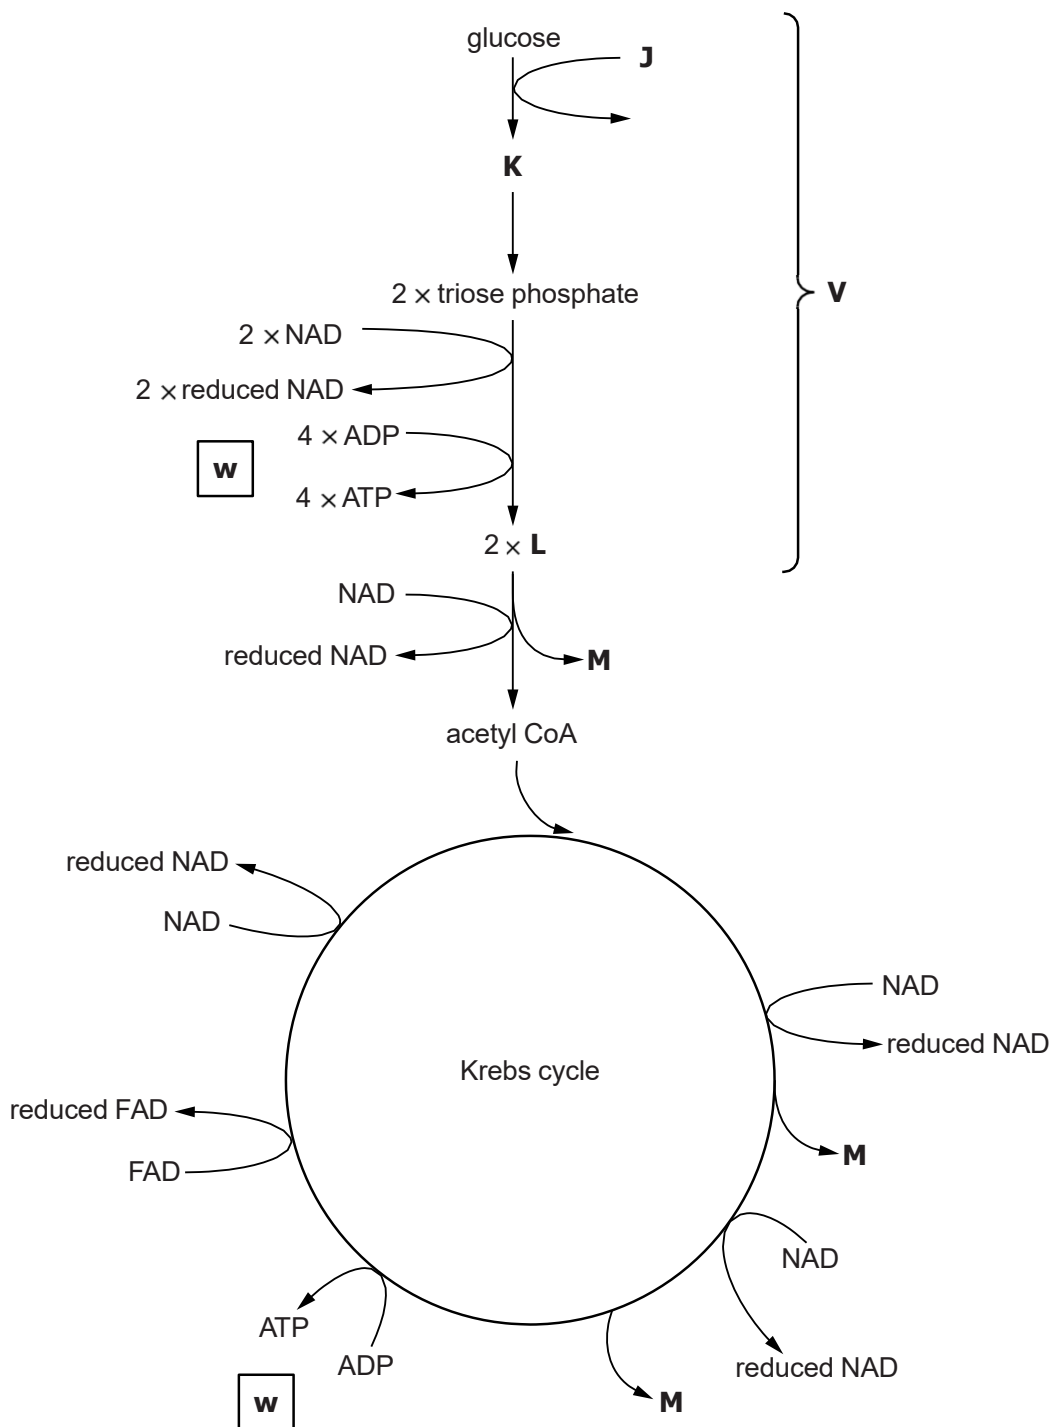 glucose
J
K
2 × triose phosphate
V
2 × NAD
2 × reduced NAD
4 × ADP
w
4 × ATP
2 × L
NAD
reduced NAD
M
acetyl CoA
reduced NAD
NAD
NAD
reduced NAD
Krebs cycle
reduced FAD
FAD
M
NAD
ATP
ADP
reduced NAD
w
M